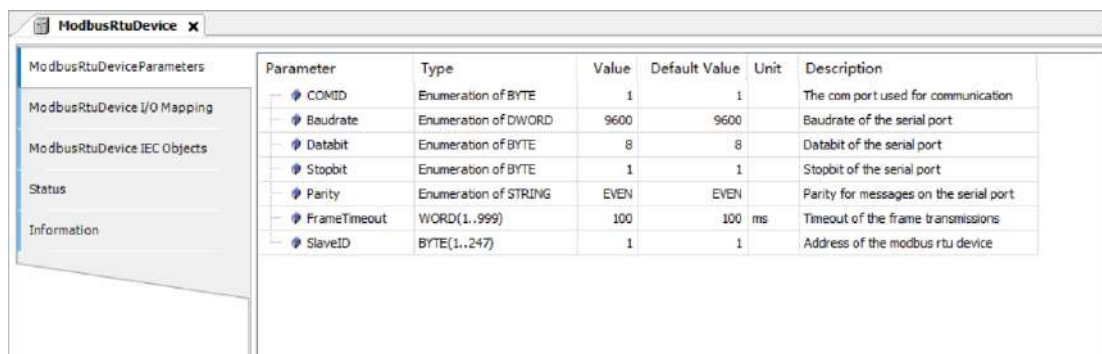 ModbusRtuDevice X
ModbusRtuDeviceParameters
ModbusRtuDevice I/O Mapping
ModbusRtuDevice IEC Objects
Status
Information
Parameter Type Value Default Value Unit Description
COMID Enumeration of BYTE 1 1 The com port used for communication
Baudrate Enumeration of DWORD 9600 9600 Baudrate of the serial port
Databit Enumeration of BYTE 8 8 Databit of the serial port
Stopbit Enumeration of BYTE 1 1 Stopbit of the serial port
Parity Enumeration of STRING EVEN EVEN Parity for messages on the serial port
FrameTimeout WORD(1..999) 100 100 ms Timeout of the frame transmissions
SlaveID BYTE(1..247) 1 1 Address of the modbus rtu device